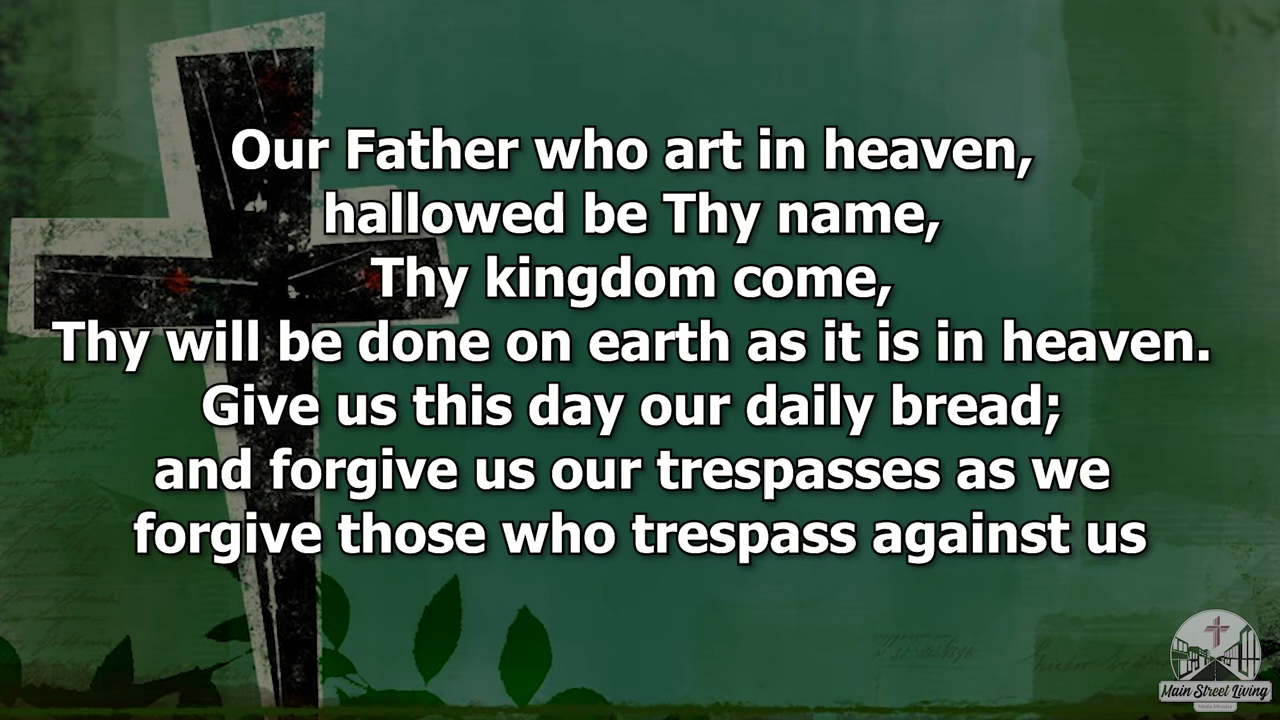 Our Father who art in heaven,
hallowed be Thy name,
Thy kingdom come,
Thy will be done on earth as it is in heaven.
Give us this day our daily bread;
and forgive us our trespasses as we
forgive those who trespass against us
Main Street Living
Media Ministry